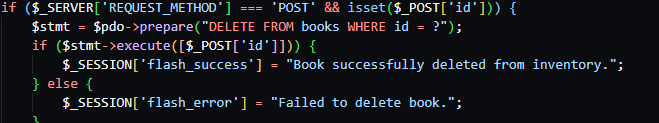 if ($_SERVER['REQUEST_METHOD'] === 'POST' && isset($_POST['id'])) {
    $stmt = $pdo->prepare("DELETE FROM books WHERE id = ?");
    if ($stmt->execute([$_POST['id']])) {
        $_SESSION['flash_success'] = "Book successfully deleted from inventory.";
    } else {
        $_SESSION['flash_error'] = "Failed to delete book.";
    }